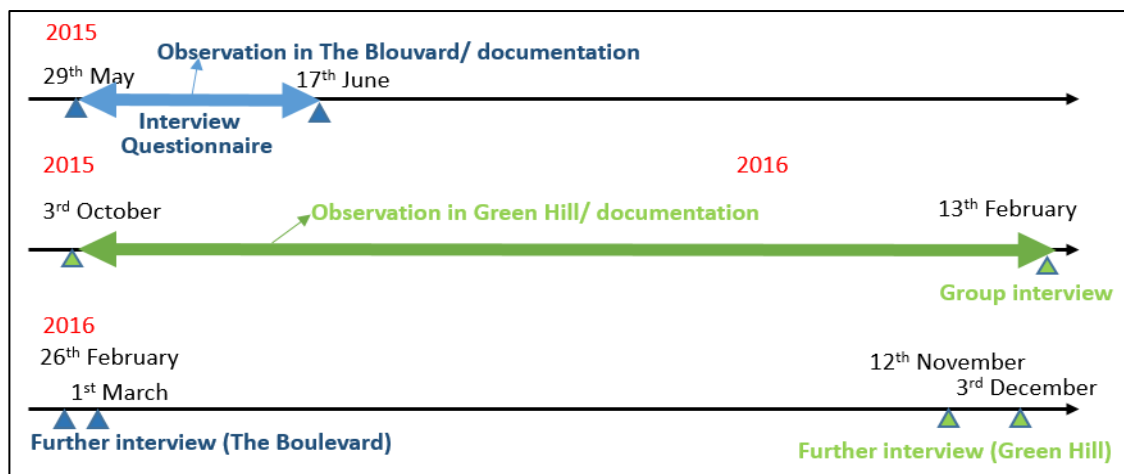 2015
Observation in The Blouvard/ documentation
29th May
17th June
Interview
Questionnaire
2015
2016
3rd October
Observation in Green Hill/ documentation
13th February
Group interview
2016
26th February
12th November
1st March
3rd December
Further interview (The Boulevard)
Further interview (Green Hill)